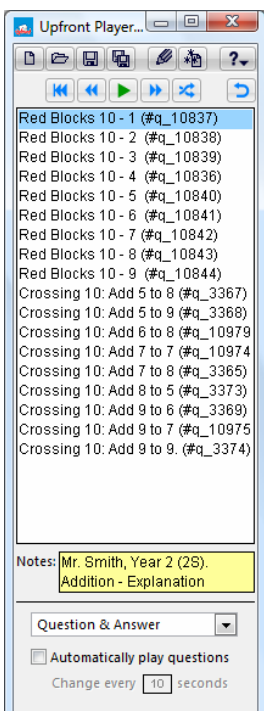 Upfront Player...
?
Red Blocks 10 - 1 (#q_10837)
Red Blocks 10 - 2 (#q_10838)
Red Blocks 10 - 3 (#q_10839)
Red Blocks 10 - 4 (#q_10836)
Red Blocks 10 - 5 (#q_10840)
Red Blocks 10 - 6 (#q_10841)
Red Blocks 10 - 7 (#q_10842)
Red Blocks 10 - 8 (#q_10843)
Red Blocks 10 - 9 (#q_10844)
Crossing 10: Add 5 to 8 (#q_3367)
Crossing 10: Add 5 to 9 (#q_3368)
Crossing 10: Add 6 to 8 (#q_10979
Crossing 10: Add 7 to 7 (#q_10974
Crossing 10: Add 7 to 8 (#q_3365)
Crossing 10: Add 8 to 5 (#q_3373)
Crossing 10: Add 9 to 6 (#q_3369)
Crossing 10: Add 9 to 7 (#q_10975
Crossing 10: Add 9 to 9. (#q_3374)
Notes: Mr. Smith, Year 2 (2S).
Addition - Explanation
Question & Answer
Automatically play questions
Change every 10 seconds